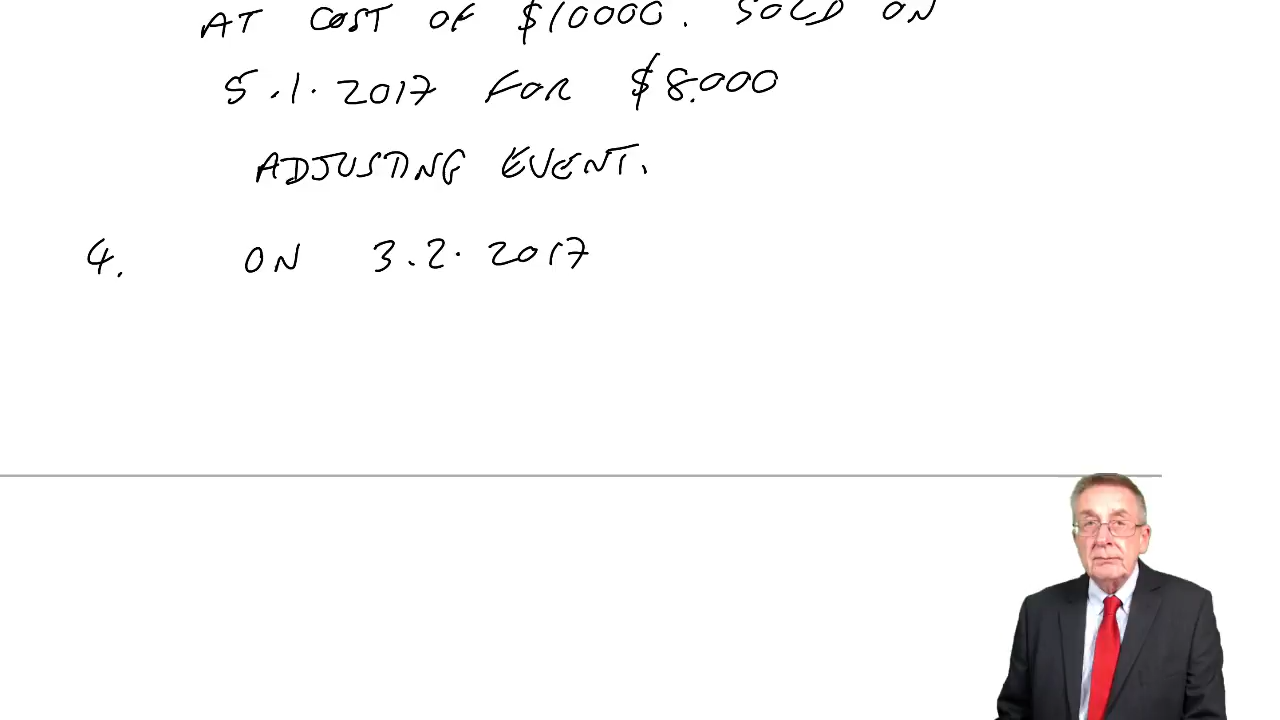 AT COST OF $10000. SOLD ON
5.1.2017 FOR $8.000
ADJUSTING EVENT.
4. ON 3.2.2017